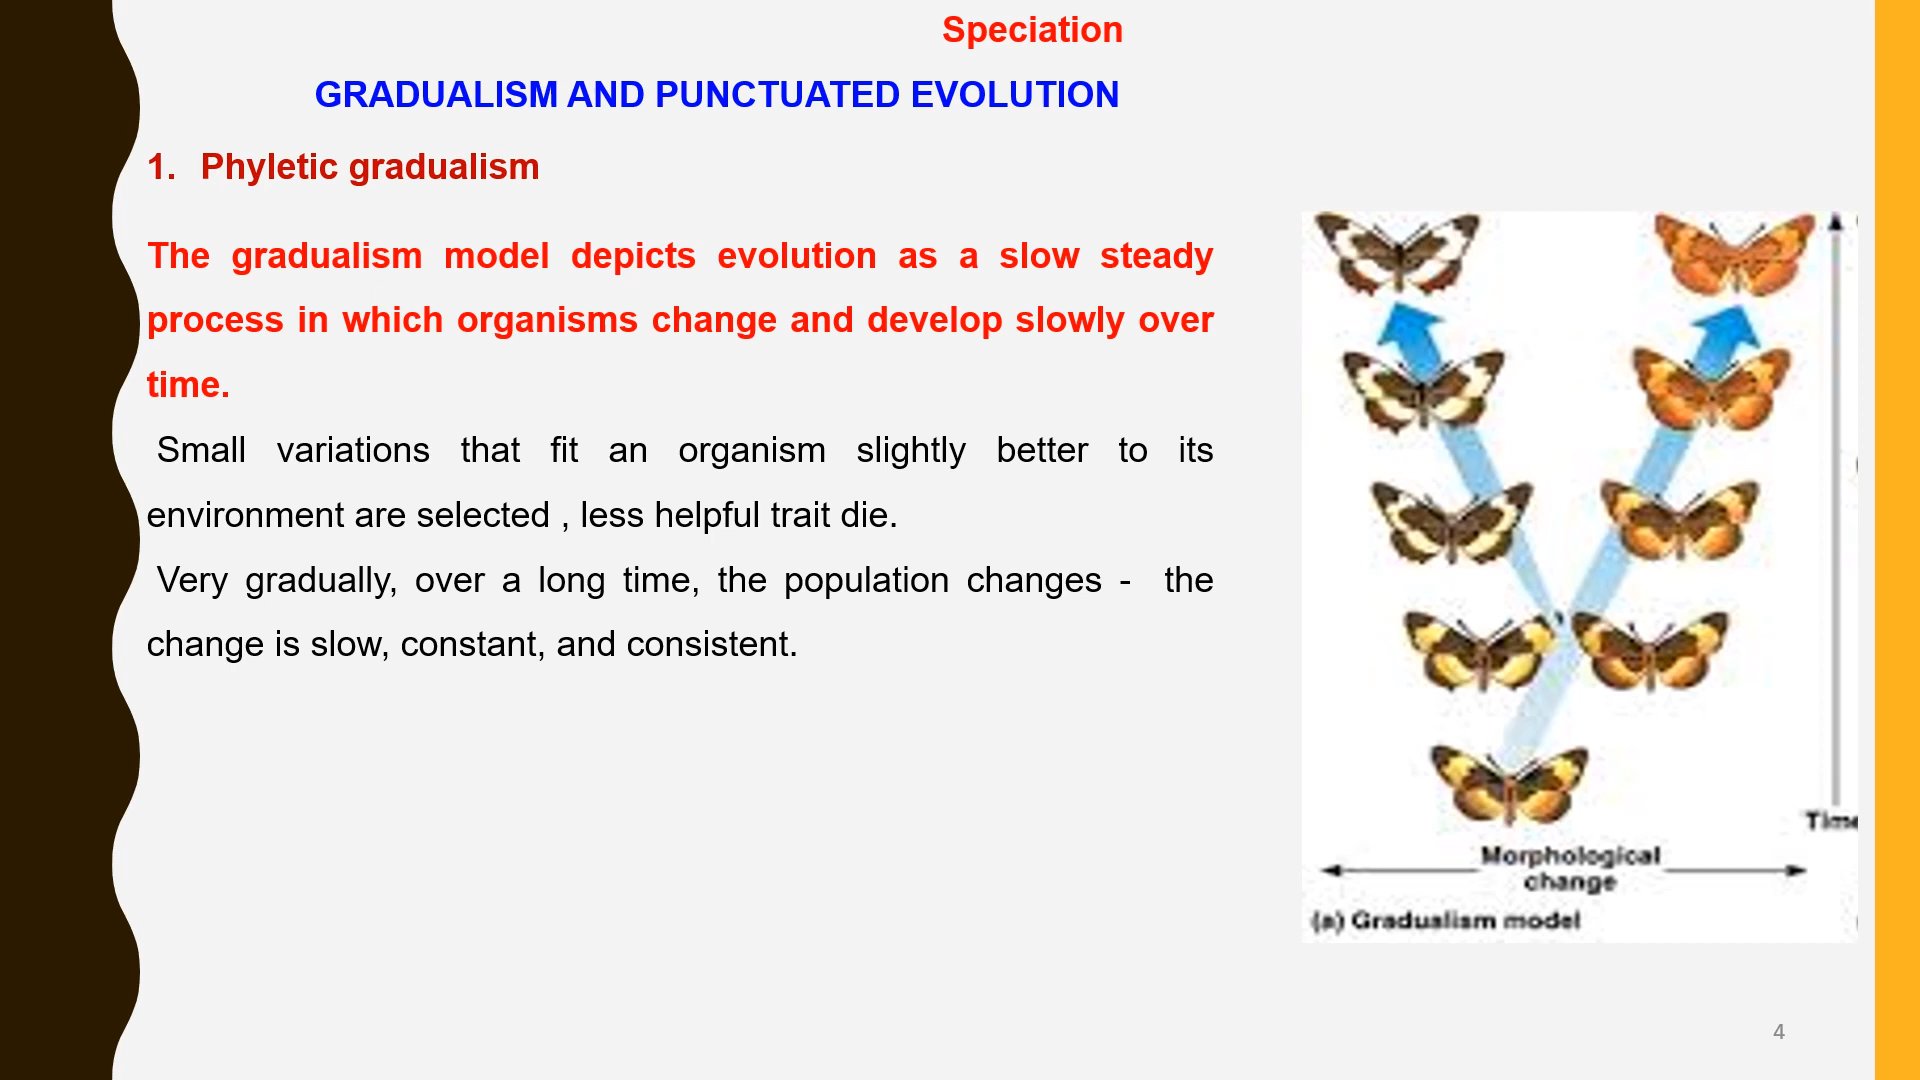 Speciation
GRADUALISM AND PUNCTUATED EVOLUTION
1. Phyletic gradualism
The gradualism model depicts evolution as a slow steady
process in which organisms change and develop slowly over
time.
Small variations that fit an organism slightly better to its
environment are selected , less helpful trait die.
Very gradually, over a long time, the population changes - the
change is slow, constant, and consistent.
Time
Morphological
change
(a) Gradualism model
4